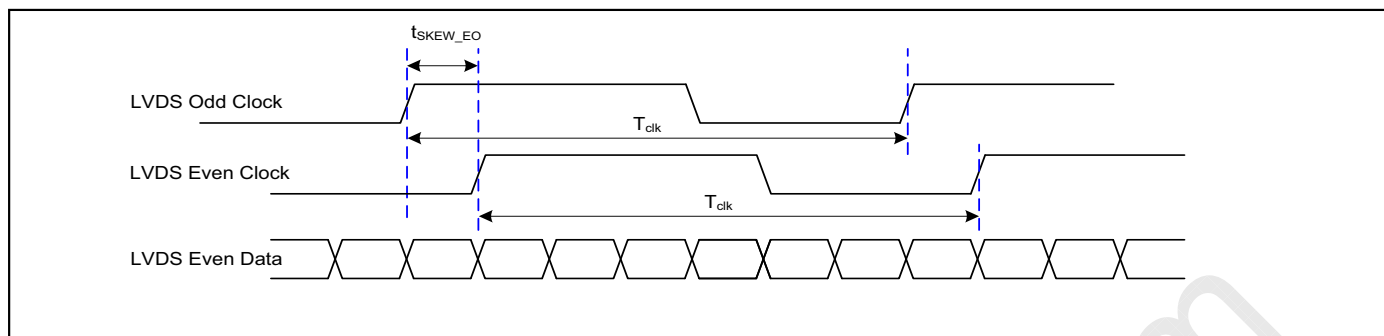 tSKEW_EO
LVDS Odd Clock
Tclk
LVDS Even Clock
Tclk
LVDS Even Data